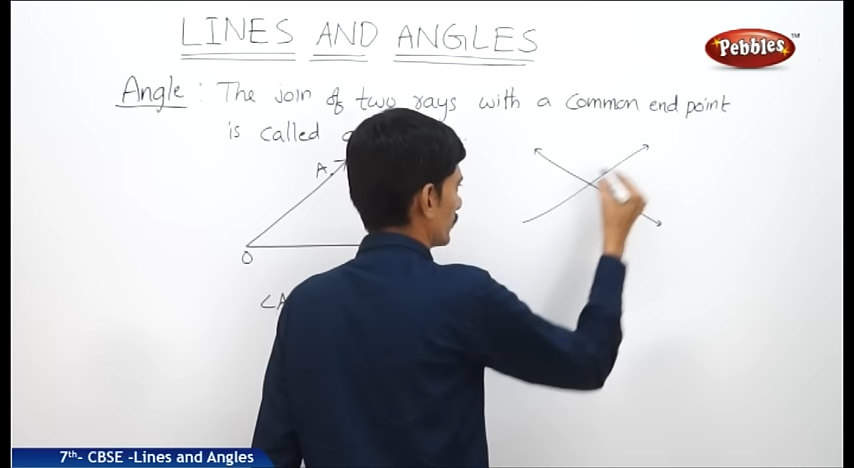 LINES AND ANGLES
Pebbles™
Angle : The join of two rays with a common end point
is called
A
O
<A
7th- CBSE -Lines and Angles